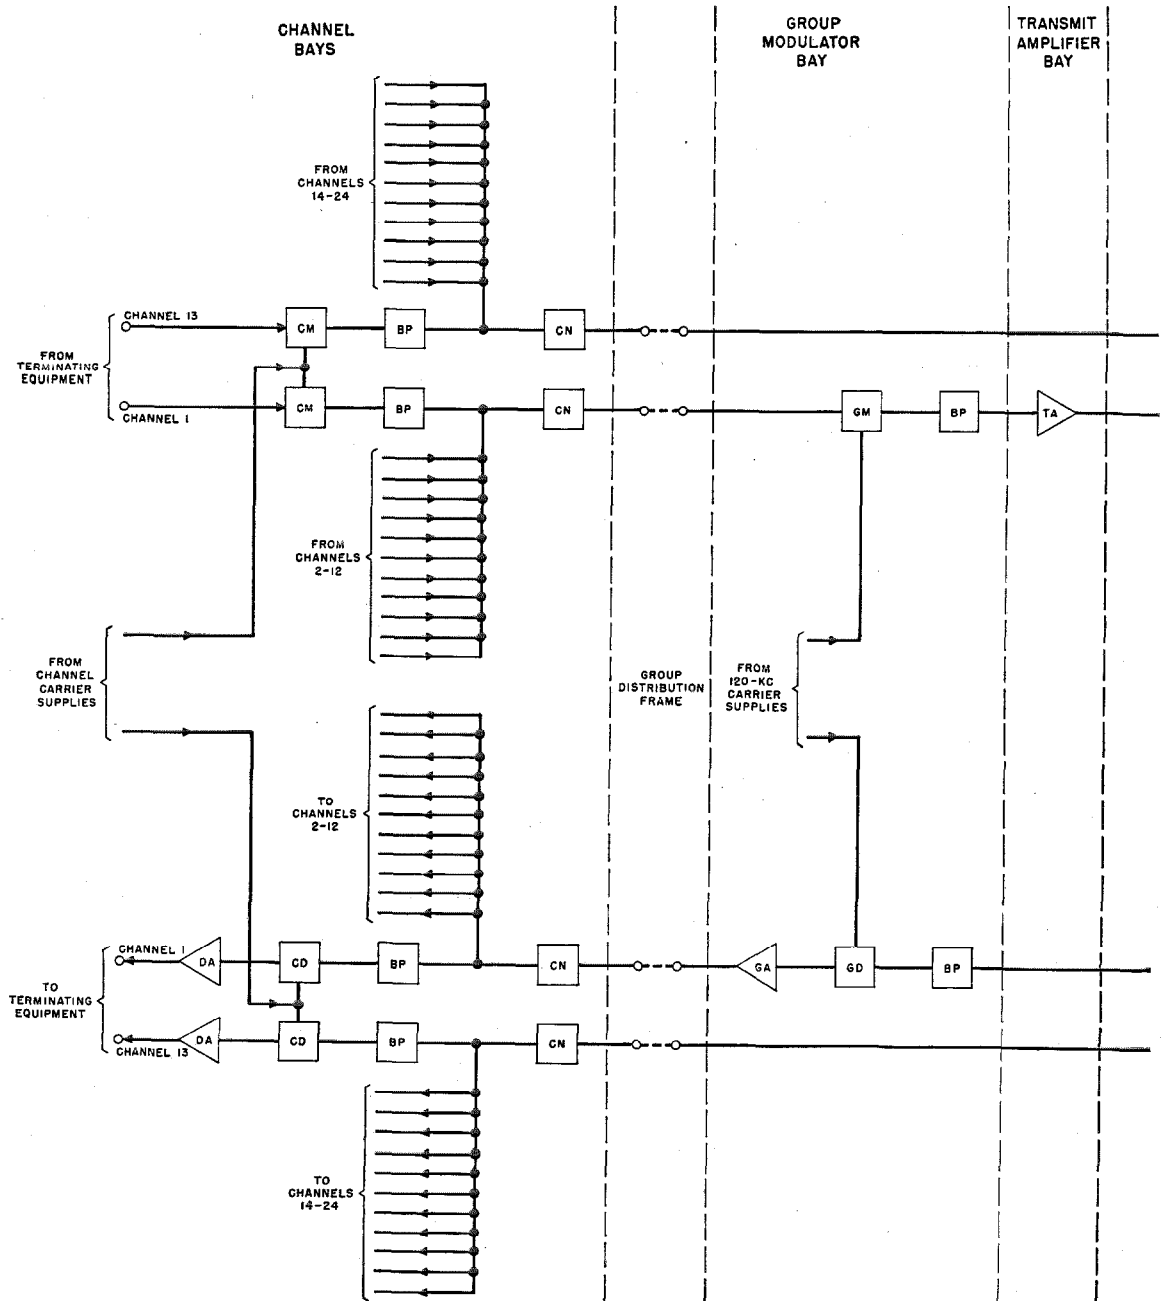 CHANNEL
BAYS
GROUP
MODULATOR
BAY
TRANSMIT
AMPLIFIER
BAY
FROM
CHANNELS
14-24
CHANNEL 13
CM
BP
CN
FROM
TERMINATING
EQUIPMENT
CHANNEL 1
CM
BP
CN
GM
BP
TA
FROM
CHANNELS
2-12
FROM
CHANNEL
CARRIER
SUPPLIES
GROUP
DISTRIBUTION
FRAME
FROM
120-KC
CARRIER
SUPPLIES
TO
CHANNELS
2-12
CHANNEL 1
DA
CD
BP
CN
GA
GD
BP
TO
TERMINATING
EQUIPMENT
CHANNEL 13
DA
CD
BP
CN
TO
CHANNELS
14-24